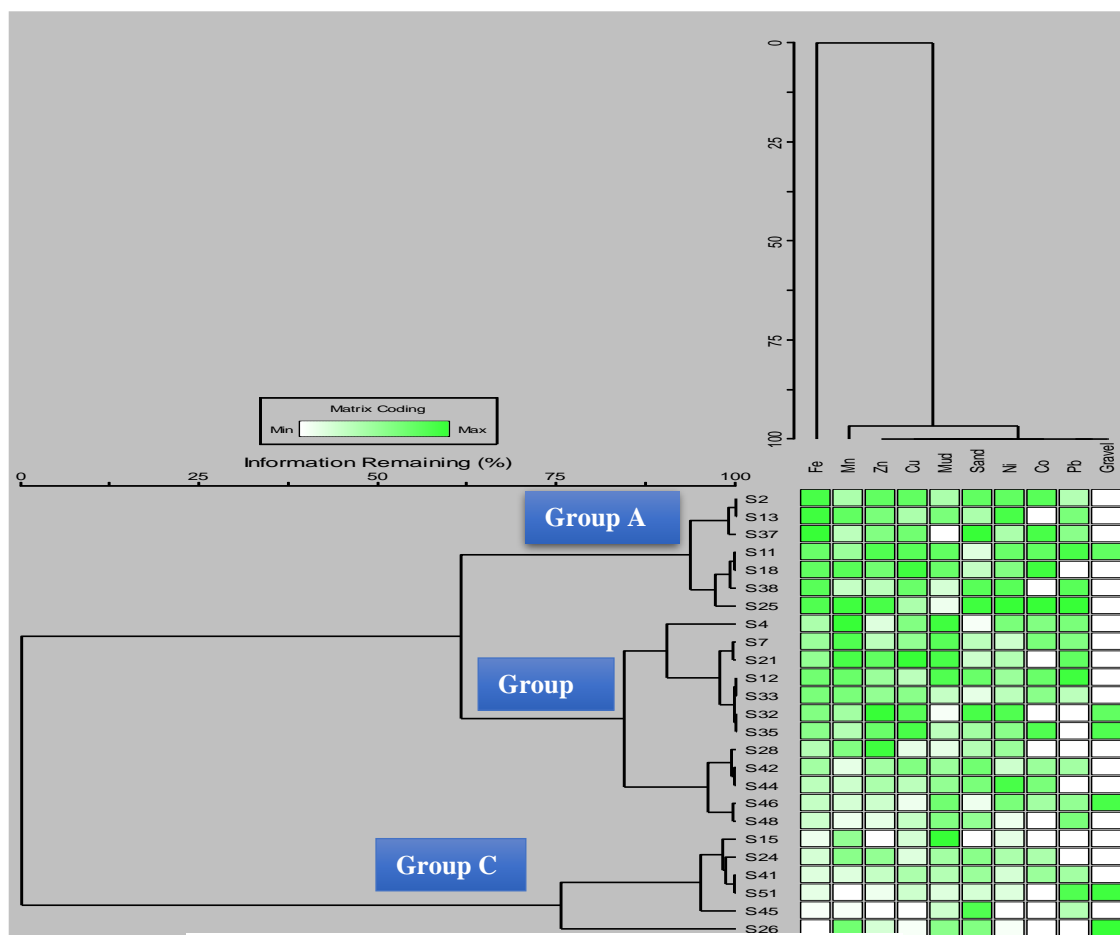 0
25
50
75
100
Fe
Mn
Zn
Cu
Mud
Sand
Ni
Co
Pb
Gravel
Matrix Coding
Min Max
Information Remaining (%)
0 25 50 75 100
Group A
Group
Group C
S2
S13
S37
S11
S18
S38
S25
S4
S7
S21
S12
S33
S32
S35
S28
S42
S44
S46
S48
S15
S24
S41
S51
S45
S26